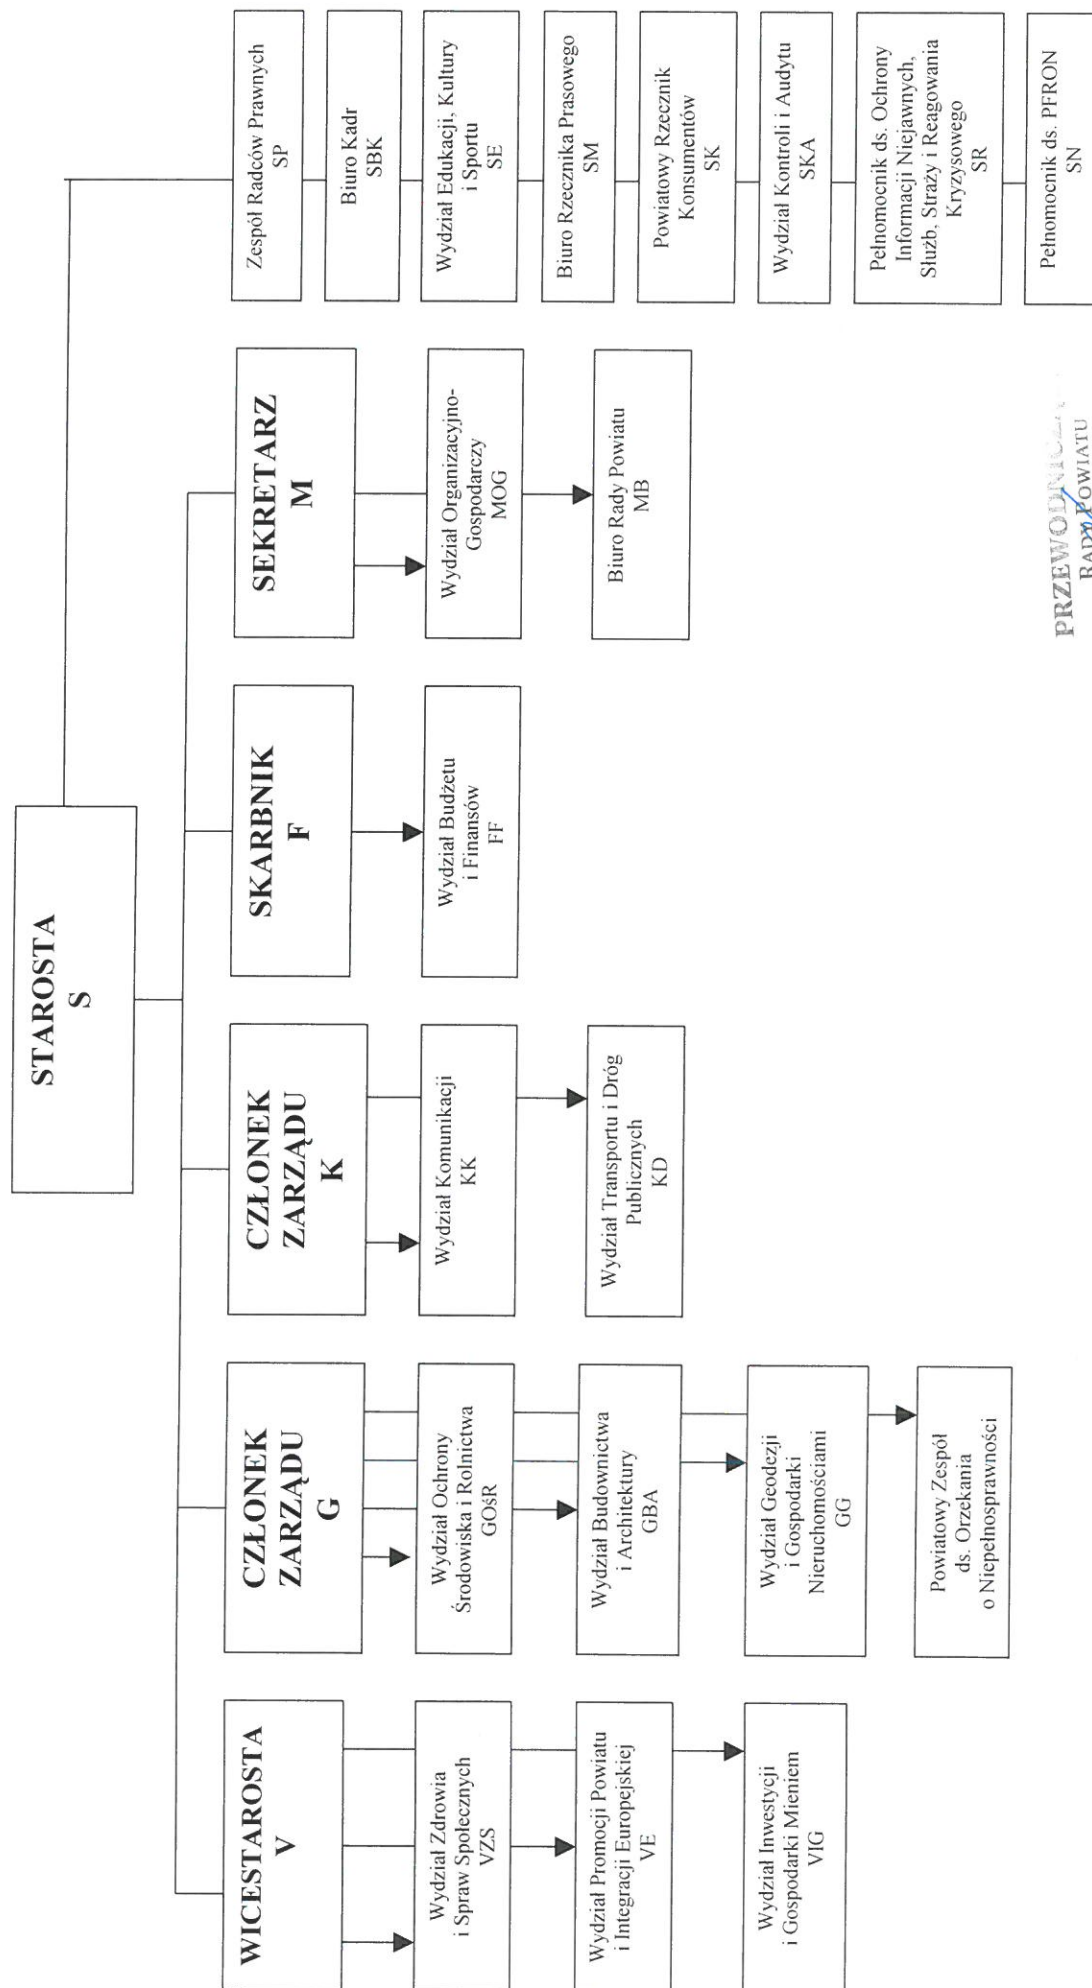 STAROSTA
S
WICESTAROSTA
V
Wydział Zdrowia
i Spraw Społecznych
VZS
Wydział Promocji Powiatu
i Integracji Europejskiej
VE
Wydział Inwestycji
i Gospodarki Mieniem
VIG
CZŁONEK
ZARZĄDU
G
Wydział Ochrony
Środowiska i Rolnictwa
GOśR
Wydział Budownictwa
i Architektury
GBA
Wydział Geodezji
i Gospodarki
Nieruchomościami
GG
Powiatowy Zespół
ds. Orzekania
o Niepełnosprawności
CZŁONEK
ZARZĄDU
K
Wydział Komunikacji
KK
Wydział Transportu i Dróg
Publicznych
KD
SKARBNIK
F
Wydział Budżetu
i Finansów
FF
SEKRETARZ
M
Wydział Organizacyjno-
Gospodarczy
MOG
Biuro Rady Powiatu
MB
Zespół Radców Prawnych
SP
Biuro Kadr
SBK
Wydział Edukacji, Kultury
i Sportu
SE
Biuro Rzecznika Prasowego
SM
Powiatowy Rzecznik
Konsumentów
SK
Wydział Kontroli i Audytu
SKA
Pełnomocnik ds. Ochrony
Informacji Niejawnych,
Służb, Straży i Reagowania
Kryzysowego
SR
Pełnomocnik ds. PFRON
SN
RADY POWIATU